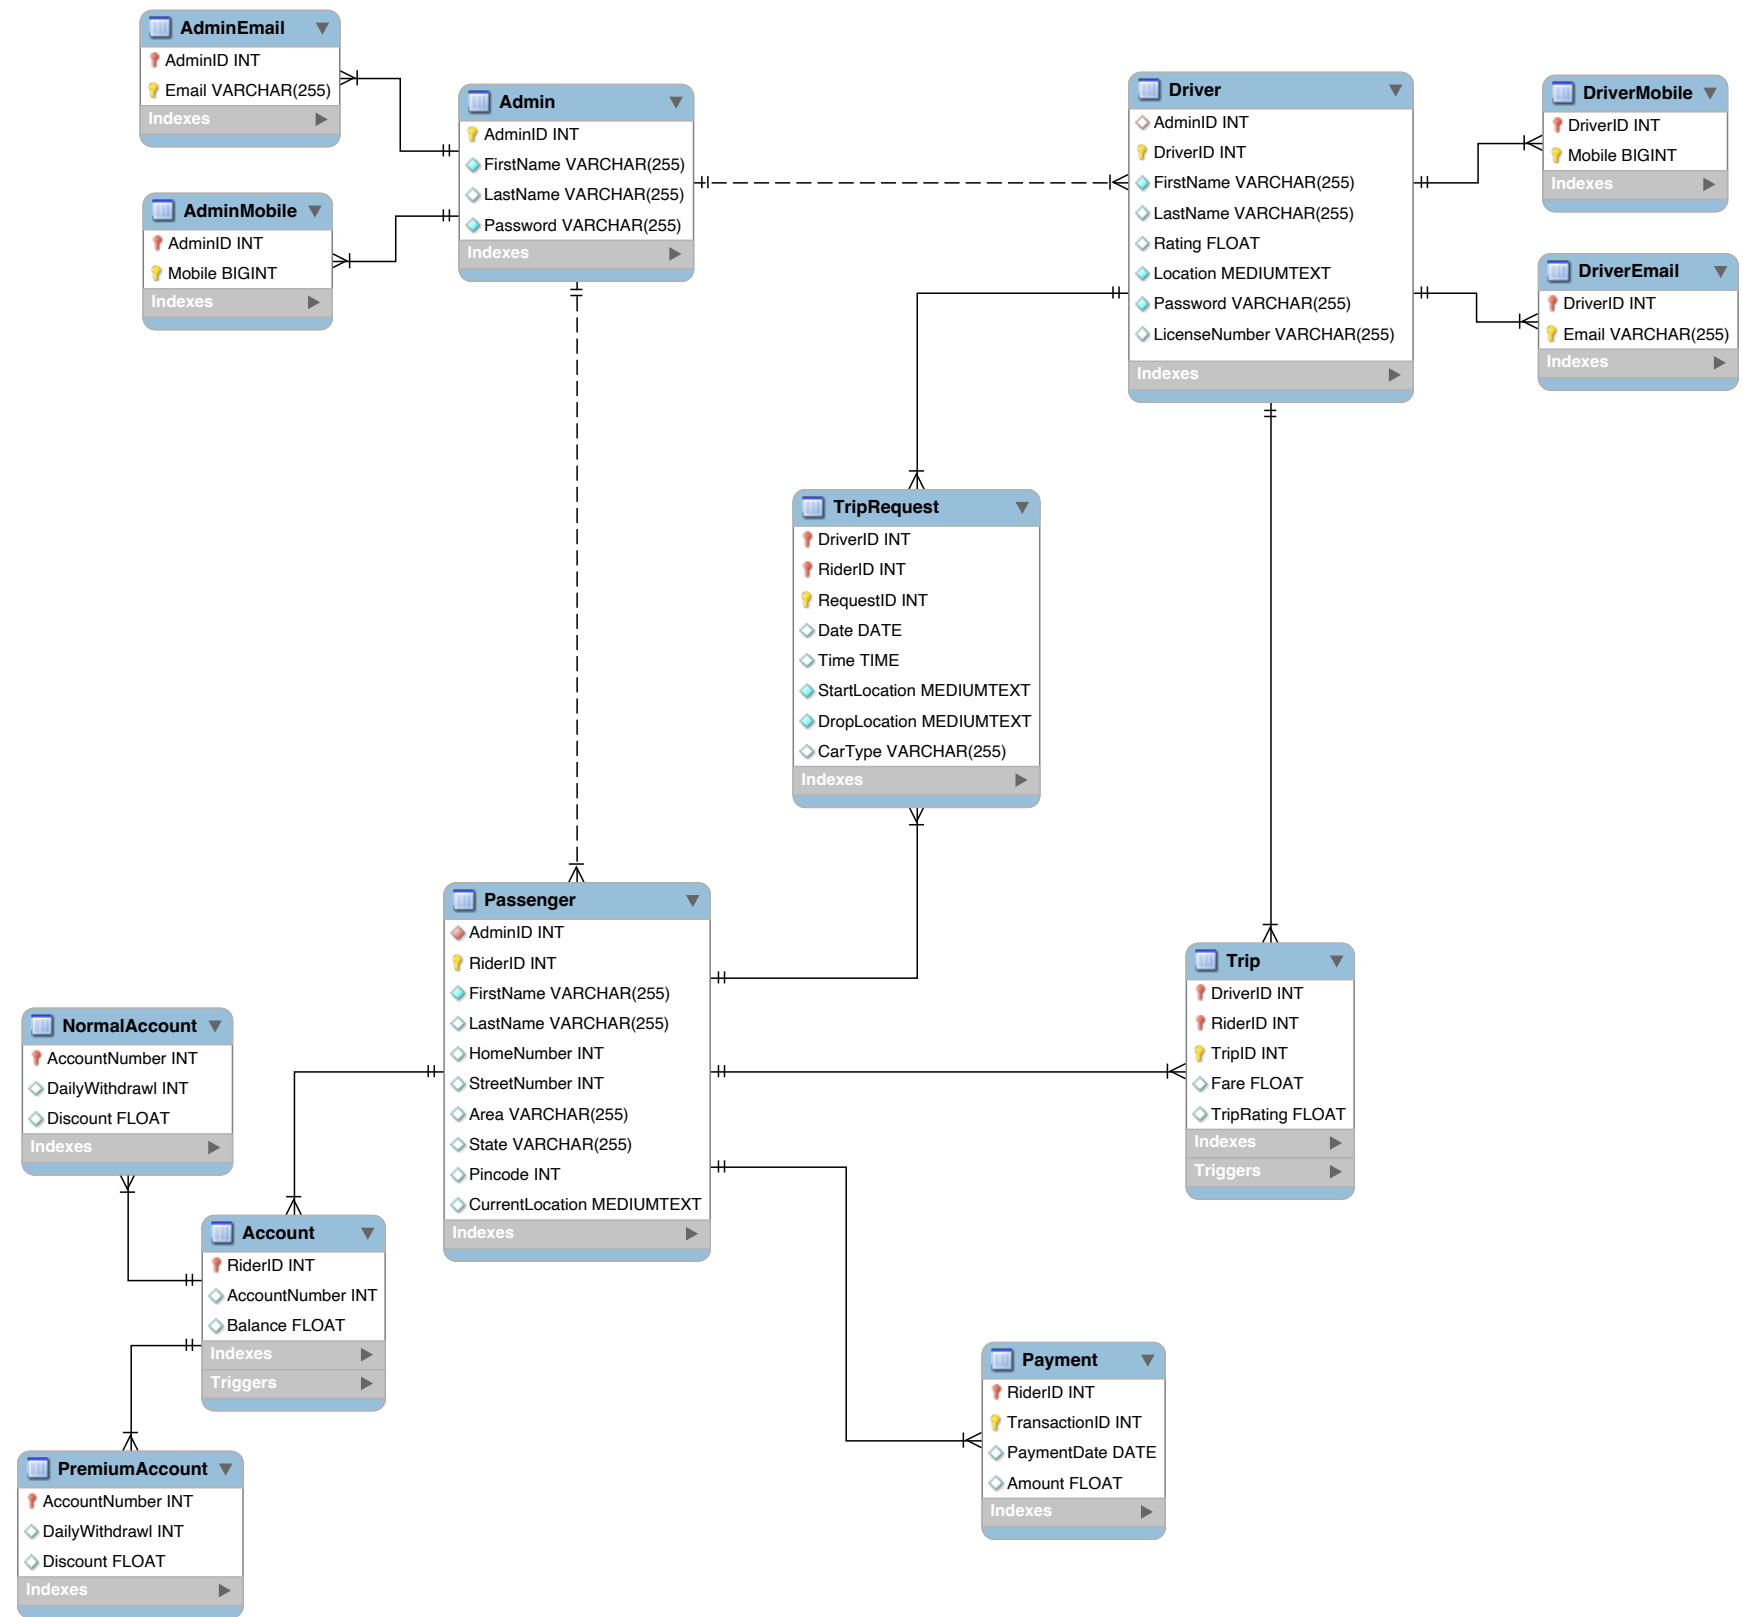 AdminEmail
AdminID INT
Email VARCHAR(255)
Indexes
AdminMobile
AdminID INT
Mobile BIGINT
Indexes
Admin
AdminID INT
FirstName VARCHAR(255)
LastName VARCHAR(255)
Password VARCHAR(255)
Indexes
Driver
AdminID INT
DriverID INT
FirstName VARCHAR(255)
LastName VARCHAR(255)
Rating FLOAT
Location MEDIUMTEXT
Password VARCHAR(255)
LicenseNumber VARCHAR(255)
Indexes
DriverMobile
DriverID INT
Mobile BIGINT
Indexes
DriverEmail
DriverID INT
Email VARCHAR(255)
Indexes
TripRequest
DriverID INT
RiderID INT
RequestID INT
Date DATE
Time TIME
StartLocation MEDIUMTEXT
DropLocation MEDIUMTEXT
CarType VARCHAR(255)
Indexes
Passenger
AdminID INT
RiderID INT
FirstName VARCHAR(255)
LastName VARCHAR(255)
HomeNumber INT
StreetNumber INT
Area VARCHAR(255)
State VARCHAR(255)
Pincode INT
CurrentLocation MEDIUMTEXT
Indexes
Trip
DriverID INT
RiderID INT
TripID INT
Fare FLOAT
TripRating FLOAT
Indexes
Triggers
NormalAccount
AccountNumber INT
DailyWithdrawl INT
Discount FLOAT
Indexes
Account
RiderID INT
AccountNumber INT
Balance FLOAT
Indexes
Triggers
PremiumAccount
AccountNumber INT
DailyWithdrawl INT
Discount FLOAT
Indexes
Payment
RiderID INT
TransactionID INT
PaymentDate DATE
Amount FLOAT
Indexes